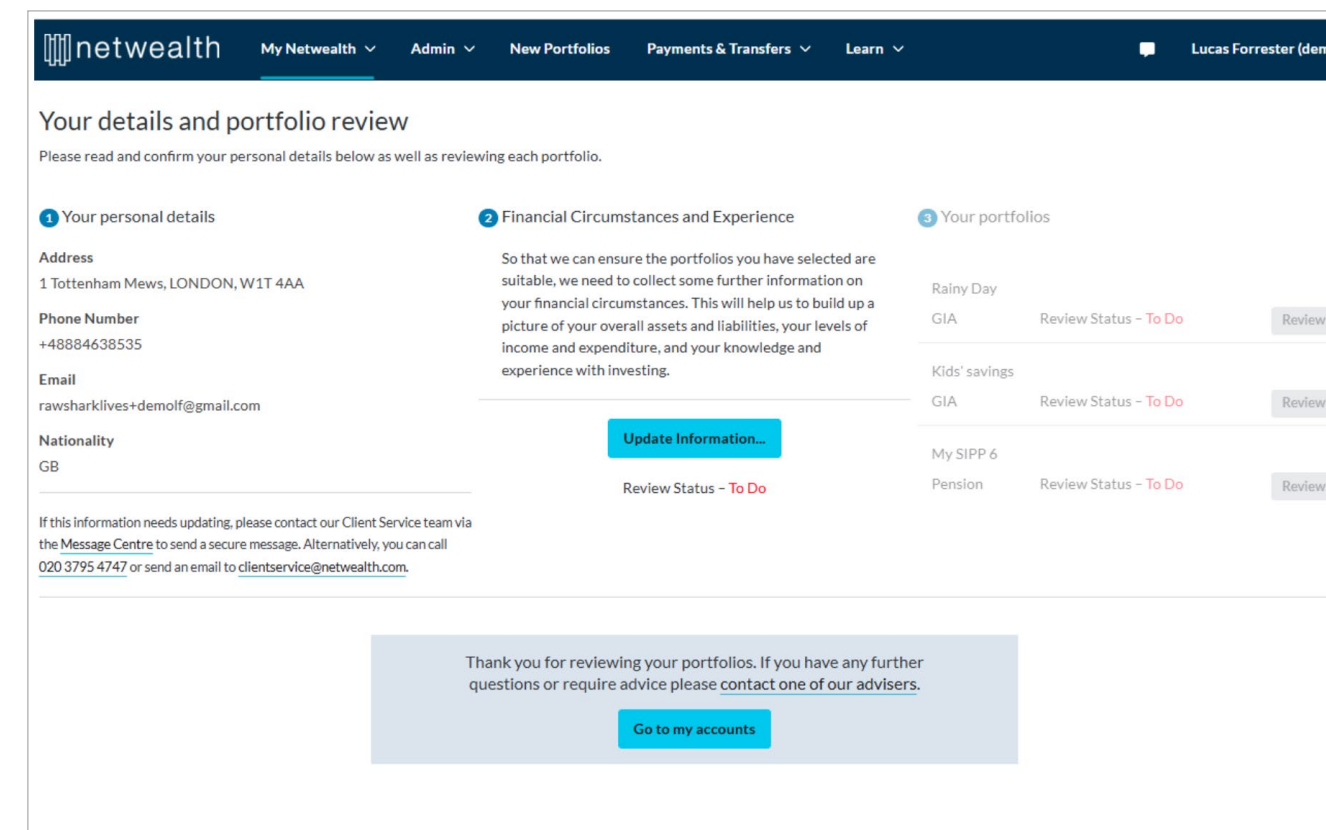 netwealth
My Netwealth
Admin
New Portfolios
Payments & Transfers
Learn
Lucas Forrester (dem
Your details and portfolio review
Please read and confirm your personal details below as well as reviewing each portfolio.
1 Your personal details
Address
1 Tottenham Mews, LONDON, W1T 4AA
Phone Number
+48884638535
Email
rawsharklives+demolf@gmail.com
Nationality
GB
If this information needs updating, please contact our Client Service team via
the Message Centre to send a secure message. Alternatively, you can call
020 3795 4747 or send an email to clientservice@netwealth.com.
2 Financial Circumstances and Experience
So that we can ensure the portfolios you have selected are
suitable, we need to collect some further information on
your financial circumstances. This will help us to build up a
picture of your overall assets and liabilities, your levels of
income and expenditure, and your knowledge and
experience with investing.
Update Information...
Review Status – To Do
3 Your portfolios
Rainy Day
GIA Review Status – To Do Review
Kids' savings
GIA Review Status – To Do Review
My SIPP 6
Pension Review Status – To Do Review
Thank you for reviewing your portfolios. If you have any further
questions or require advice please contact one of our advisers.
Go to my accounts